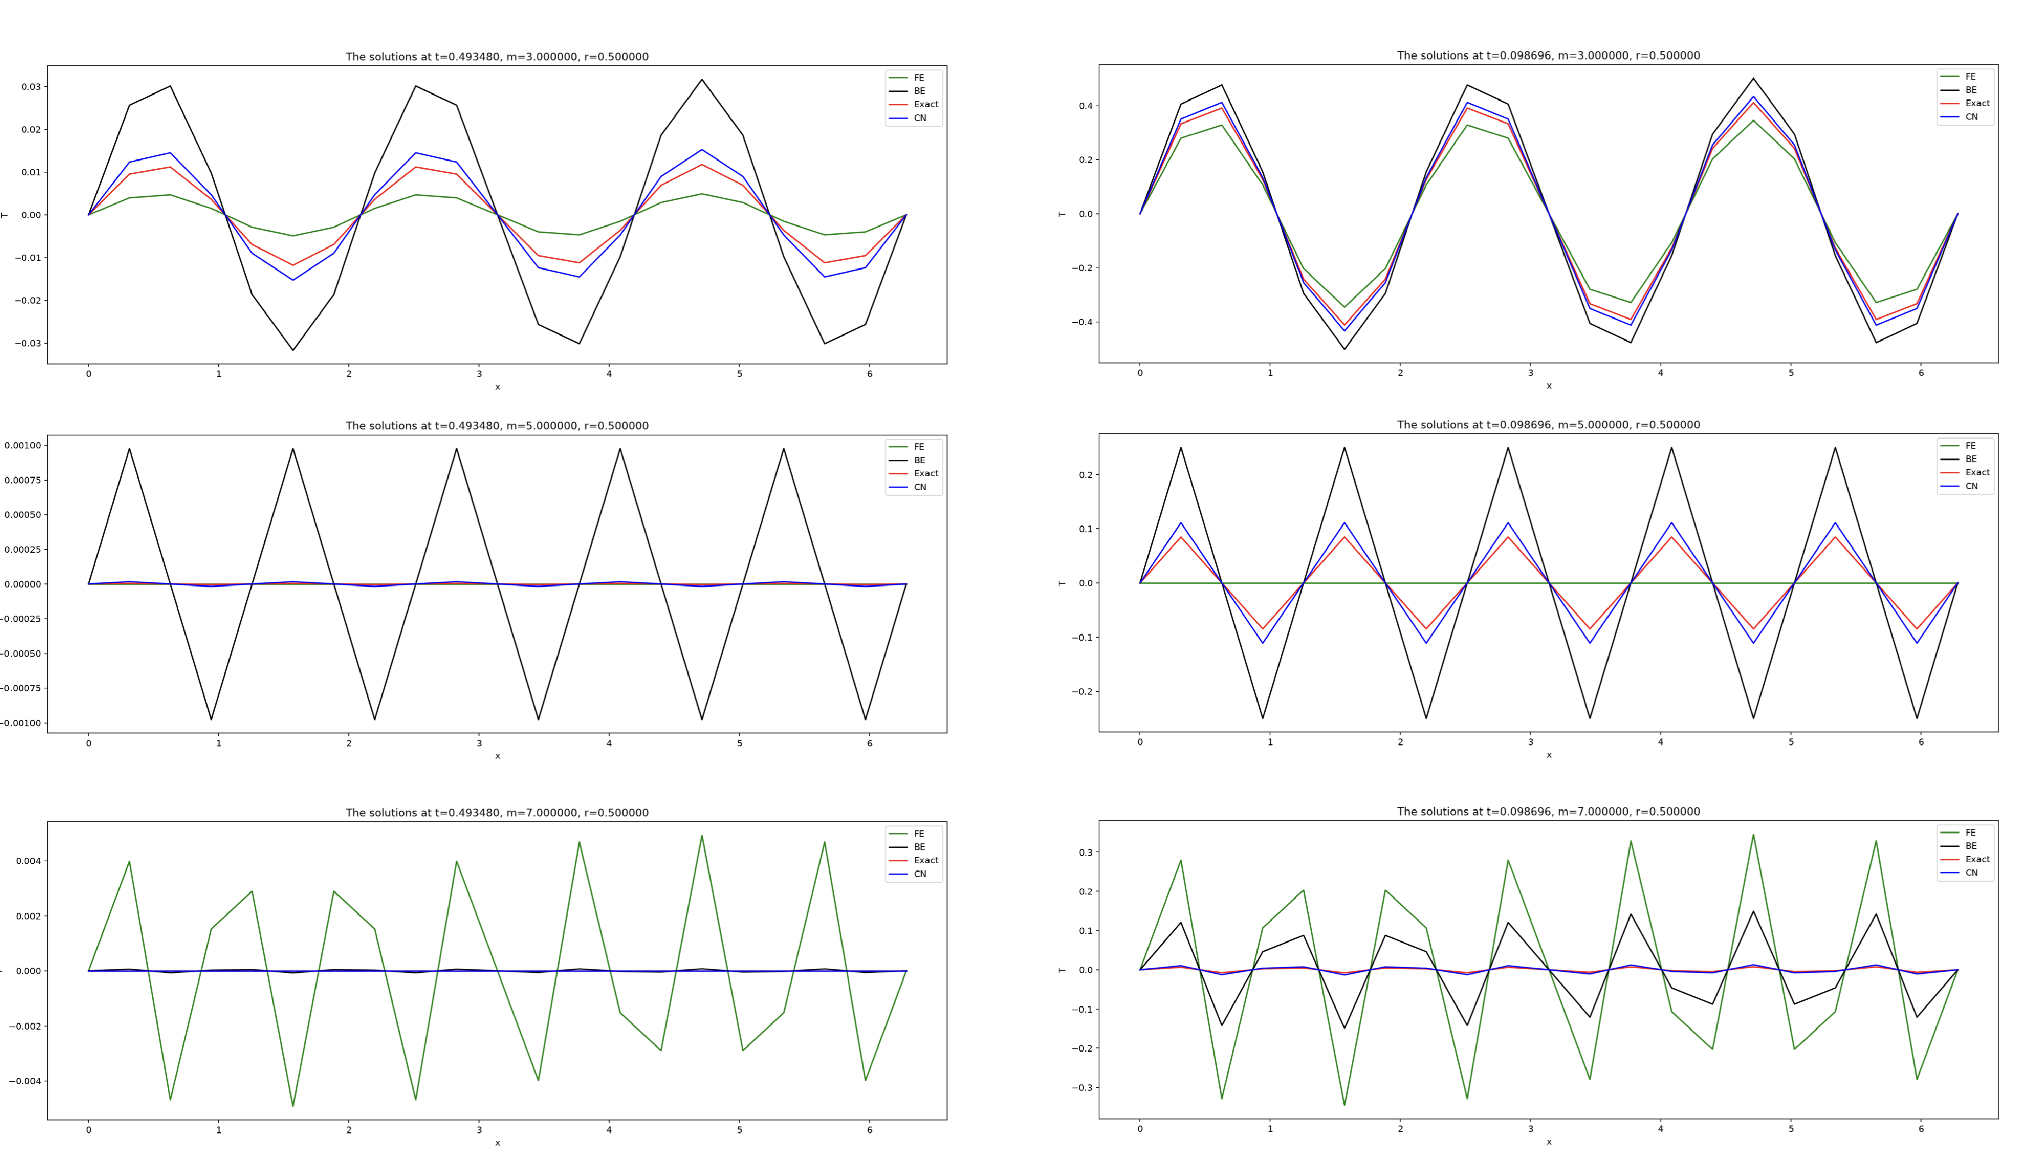 The solutions at t=0.493480, m=3.000000, r=0.500000
FE
BE
Exact
CN
0.03
0.02
0.01
0.00
−0.01
−0.02
−0.03
T
0 1 2 3 4 5 6
x
The solutions at t=0.098696, m=3.000000, r=0.500000
FE
BE
Exact
CN
0.4
0.2
0.0
−0.2
−0.4
T
0 1 2 3 4 5 6
x
The solutions at t=0.493480, m=5.000000, r=0.500000
FE
BE
Exact
CN
0.00100
0.00075
0.00050
0.00025
0.00000
−0.00025
−0.00050
−0.00075
−0.00100
0 1 2 3 4 5 6
x
The solutions at t=0.098696, m=5.000000, r=0.500000
FE
BE
Exact
CN
0.2
0.1
0.0
−0.1
−0.2
T
0 1 2 3 4 5 6
x
The solutions at t=0.493480, m=7.000000, r=0.500000
FE
BE
Exact
CN
0.004
0.002
0.000
−0.002
−0.004
0 1 2 3 4 5 6
x
The solutions at t=0.098696, m=7.000000, r=0.500000
FE
BE
Exact
CN
0.3
0.2
0.1
0.0
−0.1
−0.2
−0.3
T
0 1 2 3 4 5 6
x